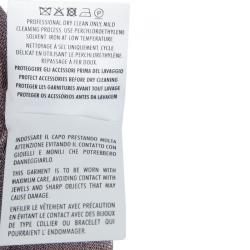 PROFESSIONAL DRY CLEAN ONLY, MILD
CLEANING PROCESS. USE PERCHLOROETHYLENE
SOLVENT IRON AT LOW TEMPERATURE
NETTOYAGE A SEC UNIQUEMENT, CYCLE
DELICAT EN UTILISANT DU PERCHLOROETHYLENE.
REPASSAGE A FER DOUX
PROTEGGERE GLI ACCESSORI PRIMA DEL LAVAGGIO
PROTECT ACCESSORIES BEFORE DRY CLEANING
PROTEGER LES GARNITURES AVANT TOUT LAVAGE
PROTEGER OS ACESSÓRIOS ANTES DA LAVAGEM
INDOSSARE IL CAPO PRESTANDO MOLTA
ATTENZIONE EVITANDO IL CONTATTO CON
GIOIELLI E MONILI CHE POTREBBERO
DANNEGGIARLO.
THIS GARMENT IS TO BE WORN WITH
MAXIMUM CARE, AVOIDING CONTACT WITH
JEWELS AND SHARP OBJECTS THAT MAY
CAUSE DAMAGE.
ENFILER LE VÊTEMENT AVEC PRÉCAUTION
EN ÉVITANT LE CONTACT AVEC DES BIJOUX
DE TYPE COLLIER OU BRACELET QUI
POURRAIENT L' ENDOMMAGER.